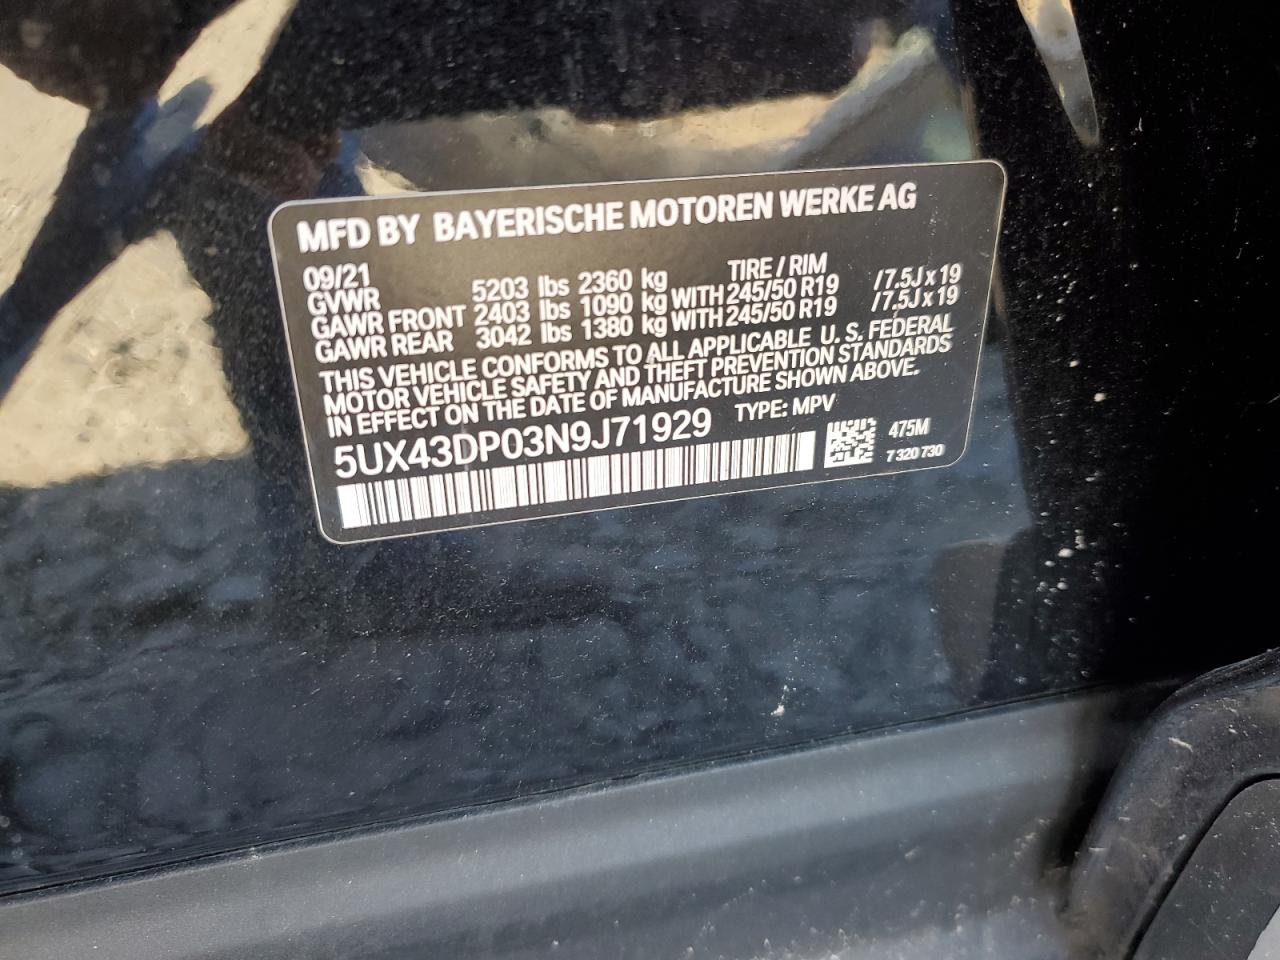 MFD BY BAYERISCHE MOTOREN WERKE AG
09/21
GVWR 5203 lbs 2360 kg TIRE / RIM
GAWR FRONT 2403 lbs 1090 kg WITH 245/50 R19 /7.5J x 19
GAWR REAR 3042 lbs 1380 kg WITH 245/50 R19 /7.5J x 19
THIS VEHICLE CONFORMS TO ALL APPLICABLE U. S. FEDERAL
MOTOR VEHICLE SAFETY AND THEFT PREVENTION STANDARDS
IN EFFECT ON THE DATE OF MANUFACTURE SHOWN ABOVE.
5UX43DP03N9J71929 TYPE: MPV
475M
7 320 730